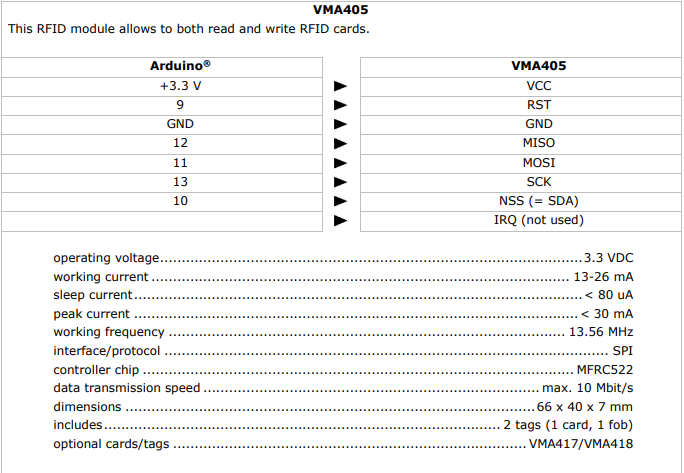 VMA405
This RFID module allows to both read and write RFID cards.
Arduino® VMA405
+3.3 V ► VCC
9 ► RST
GND ► GND
12 ► MISO
11 ► MOSI
13 ► SCK
10 ► NSS (= SDA)
► IRQ (not used)
operating voltage...3.3 VDC
working current...13-26 mA
sleep current...< 80 uA
peak current...< 30 mA
working frequency...13.56 MHz
interface/protocol...SPI
controller chip...MFRC522
data transmission speed...max. 10 Mbit/s
dimensions...66 x 40 x 7 mm
includes...2 tags (1 card, 1 fob)
optional cards/tags...VMA417/VMA418